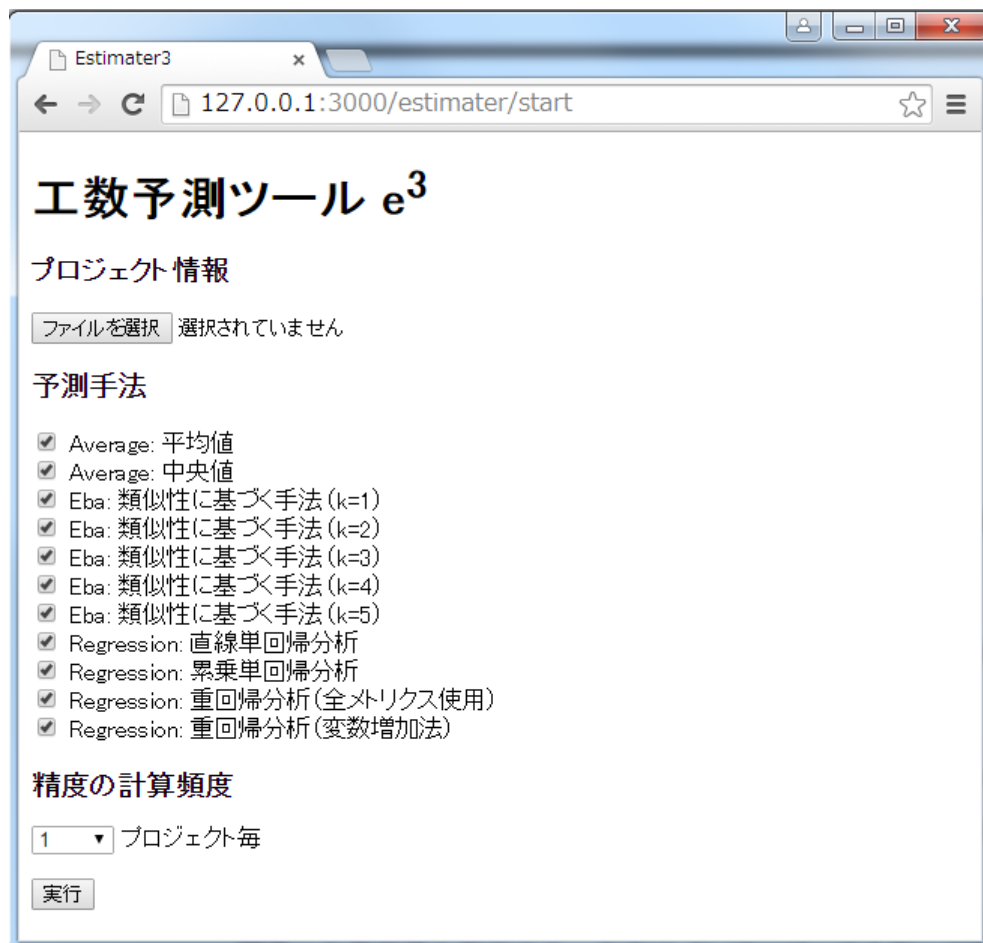 Estimater3
127.0.0.1:3000/estimater/start
工数予測ツール e³
プロジェクト情報
ファイルを選択 選択されていません
予測手法
Average: 平均値
Average: 中央値
Eba: 類似性に基づく手法(k=1)
Eba: 類似性に基づく手法(k=2)
Eba: 類似性に基づく手法(k=3)
Eba: 類似性に基づく手法(k=4)
Eba: 類似性に基づく手法(k=5)
Regression: 直線単回帰分析
Regression: 累乗単回帰分析
Regression: 重回帰分析(全メトリクス使用)
Regression: 重回帰分析(変数増加法)
精度の計算頻度
1 プロジェクト毎
実行